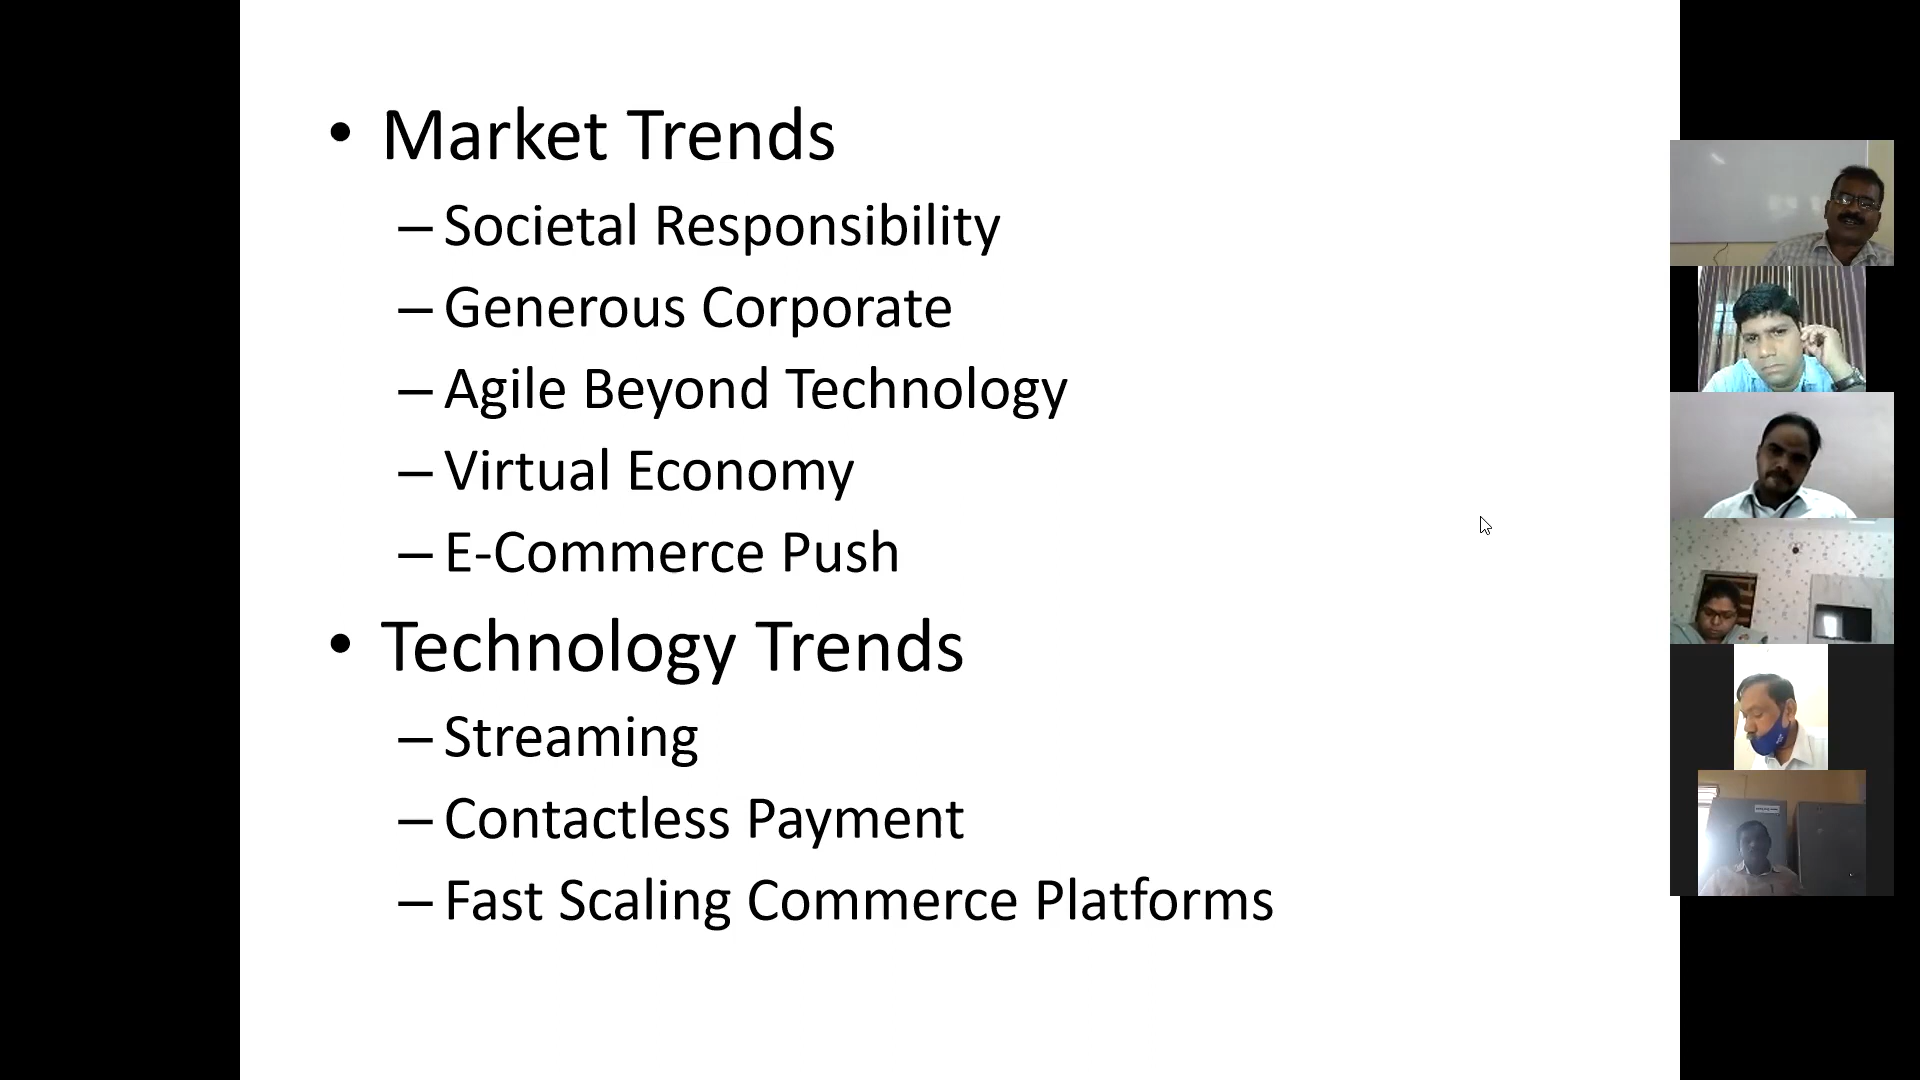 • Market Trends
– Societal Responsibility
– Generous Corporate
– Agile Beyond Technology
– Virtual Economy
– E-Commerce Push
• Technology Trends
– Streaming
– Contactless Payment
– Fast Scaling Commerce Platforms